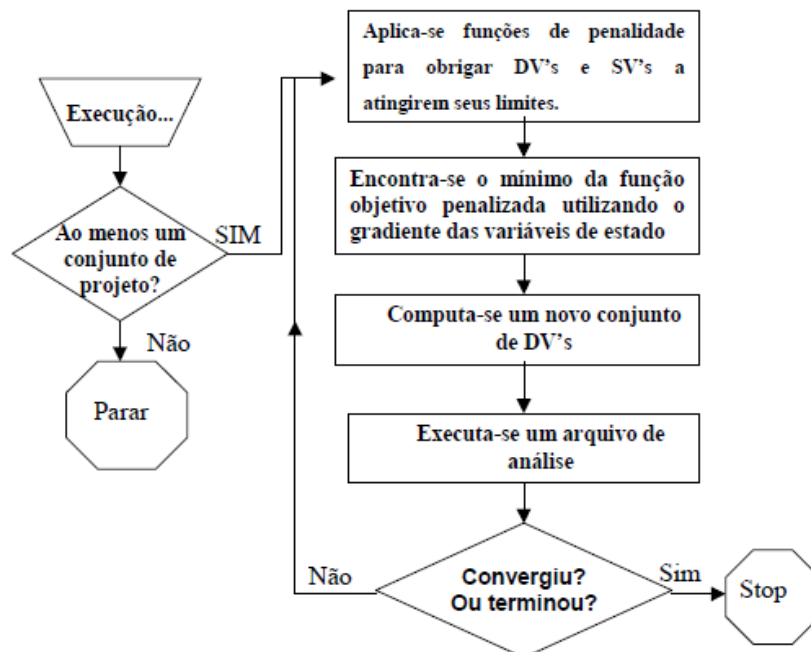 Execução...
Ao menos um
conjunto de
projeto?
SIM
Não
Parar
Aplica-se funções de penalidade
para obrigar DV's e SV's a
atingirem seus limites.
Encontra-se o mínimo da função
objetivo penalizada utilizando o
gradiente das variáveis de estado
Computa-se um novo conjunto
de DV's
Executa-se um arquivo de
análise
Convergiu?
Ou terminou?
Não
Sim
Stop